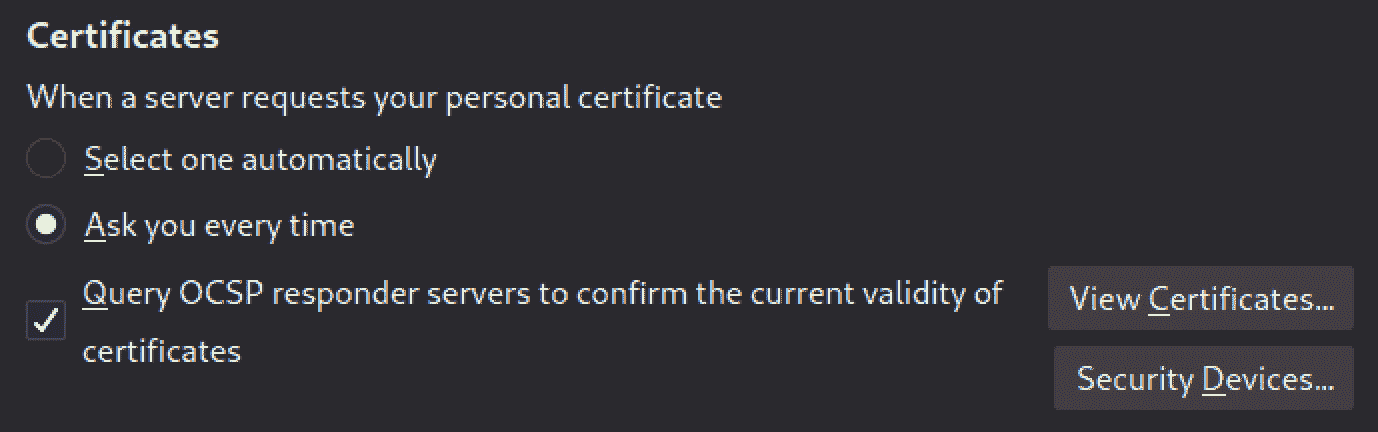 Certificates
When a server requests your personal certificate
Select one automatically
Ask you every time
Query OCSP responder servers to confirm the current validity of
certificates
View Certificates...
Security Devices...